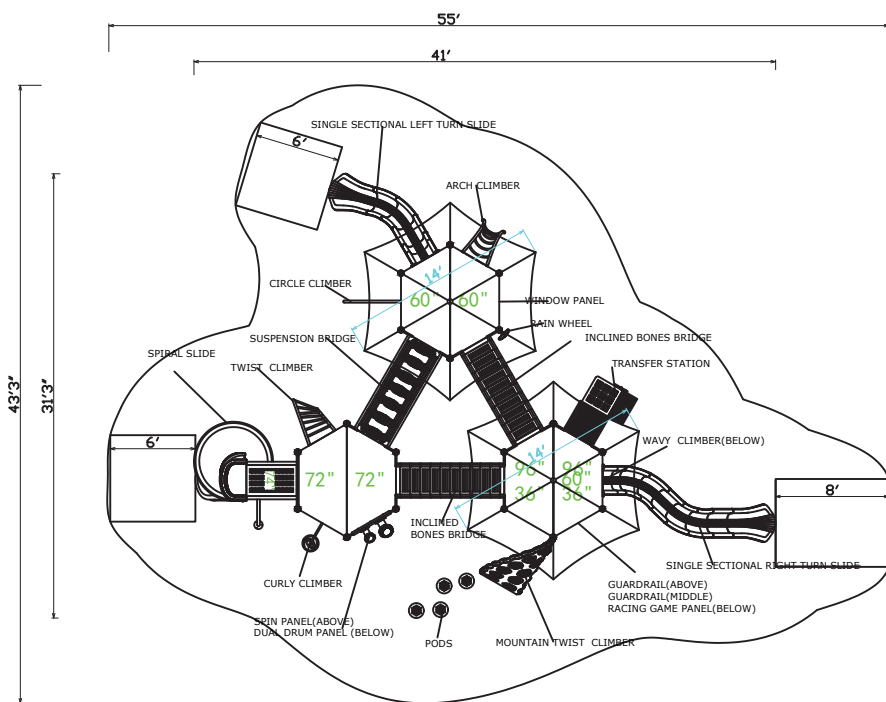 55'
41'
SINGLE SECTIONAL LEFT TURN SLIDE
6'
ARCH CLIMBER
14'
CIRCLE CLIMBER
60" 60"
WINDOW PANEL
RAIN WHEEL
SUSPENSION BRIDGE
INCLINED BONES BRIDGE
SPIRAL SLIDE
TWIST CLIMBER
TRANSFER STATION
43'3"
31'3"
6'
WAVY CLIMBER(BELOW)
14'
74"
72" 72"
96" 96"
60"
36" 36"
8'
INCLINED
BONES BRIDGE
SINGLE SECTIONAL RIGHT TURN SLIDE
CURLY CLIMBER
GUARDRAIL(ABOVE)
GUARDRAIL(MIDDLE)
RACING GAME PANEL(BELOW)
SPIN PANEL(ABOVE)
DUAL DRUM PANEL (BELOW)
PODS
MOUNTAIN TWIST CLIMBER